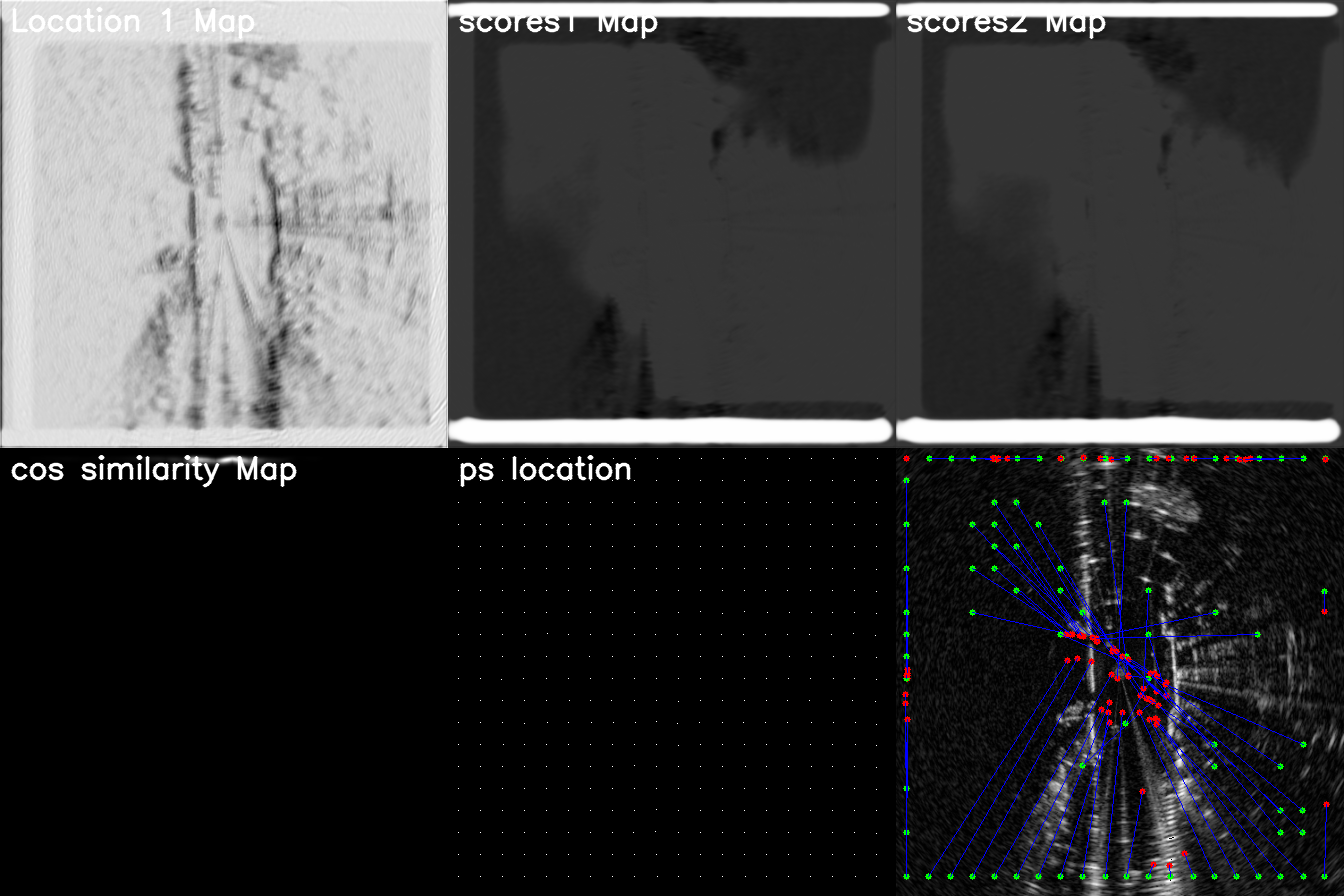 Location 1 Map
scores1 Map
scores2 Map
cos similarity Map
ps location